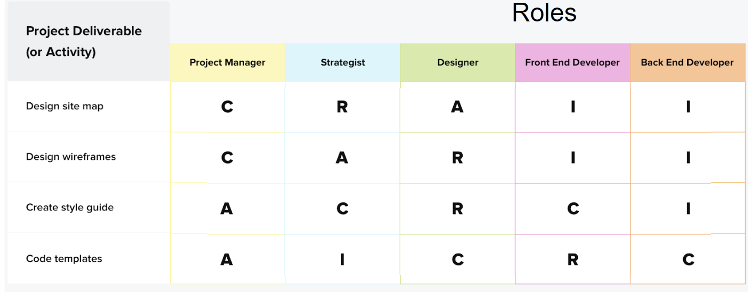 Roles
Project Deliverable
(or Activity)
Project Manager Strategist Designer Front End Developer Back End Developer
Design site map C R A I I
Design wireframes C A R I I
Create style guide A C R C I
Code templates A I C R C